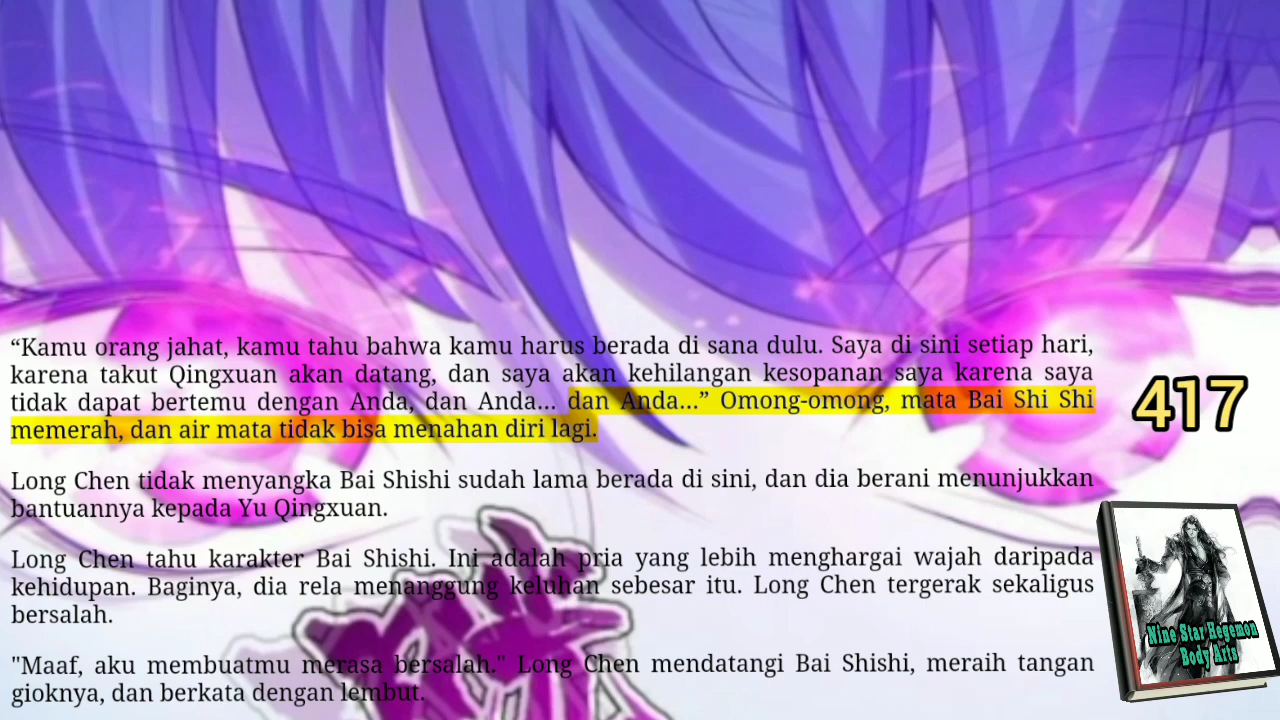 “Kamu orang jahat, kamu tahu bahwa kamu harus berada di sana dulu. Saya di sini setiap hari,
karena takut Qingxuan akan datang, dan saya akan kehilangan kesopanan saya karena saya
tidak dapat bertemu dengan Anda, dan Anda... dan Anda...” Omong-omong, mata Bai Shi Shi
memerah, dan air mata tidak bisa menahan diri lagi.
417
Long Chen tidak menyangka Bai Shishi sudah lama berada di sini, dan dia berani menunjukkan
bantuannya kepada Yu Qingxuan.
Long Chen tahu karakter Bai Shishi. Ini adalah pria yang lebih menghargai wajah daripada
kehidupan. Baginya, dia rela menanggung keluhan sebesar itu. Long Chen tergerak sekaligus
bersalah.
"Maaf, aku membuatmu merasa bersalah." Long Chen mendatangi Bai Shishi, meraih tangan
gioknya, dan berkata dengan lembut.
Nine Star Hegemon
Body Arts